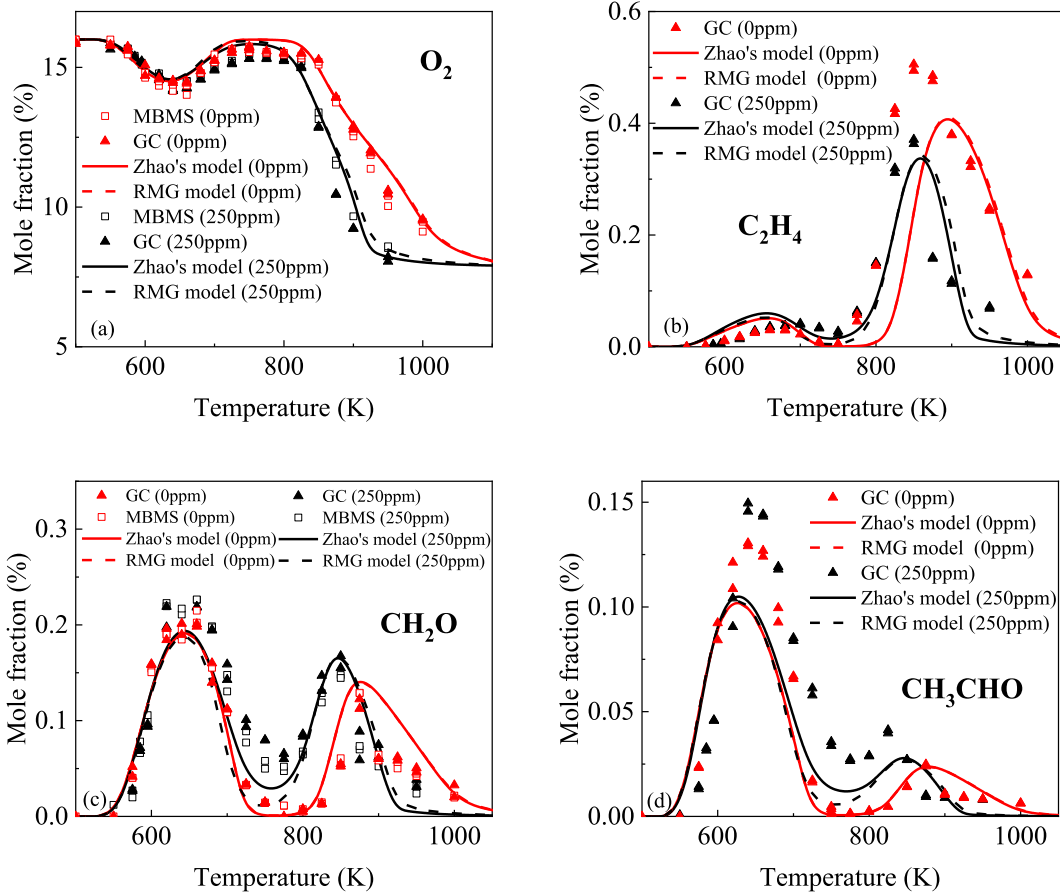 15
10
5
600
800
1000
Mole fraction (%)
Temperature (K)
O2
MBMS (0ppm)
GC (0ppm)
Zhao's model (0ppm)
RMG model (0ppm)
MBMS (250ppm)
GC (250ppm)
Zhao's model (250ppm)
RMG model (250ppm)
(a)
0.6
0.4
0.2
0.0
600
800
1000
Mole fraction (%)
Temperature (K)
GC (0ppm)
Zhao's model (0ppm)
RMG model (0ppm)
GC (250ppm)
Zhao's model (250ppm)
RMG model (250ppm)
C2H4
(b)
0.3
0.2
0.1
0.0
600
800
1000
Mole fraction (%)
Temperature (K)
GC (0ppm)
MBMS (0ppm)
Zhao's model (0ppm)
RMG model (0ppm)
GC (250ppm)
MBMS (250ppm)
Zhao's model (250ppm)
RMG model (250ppm)
CH2O
(c)
0.15
0.10
0.05
0.00
600
800
1000
Mole fraction (%)
Temperature (K)
GC (0ppm)
Zhao's model (0ppm)
RMG model (0ppm)
GC (250ppm)
Zhao's model (250ppm)
RMG model (250ppm)
CH3CHO
(d)